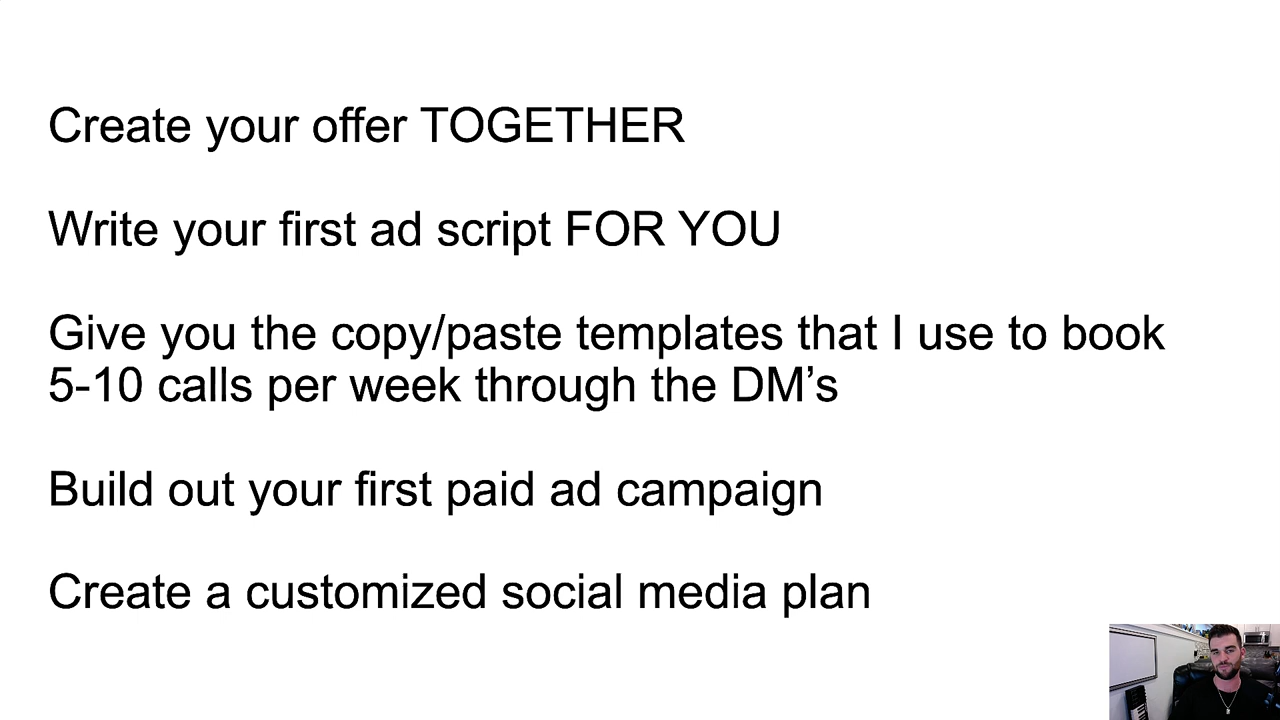 Create your offer TOGETHER
Write your first ad script FOR YOU
Give you the copy/paste templates that I use to book
5-10 calls per week through the DM’s
Build out your first paid ad campaign
Create a customized social media plan